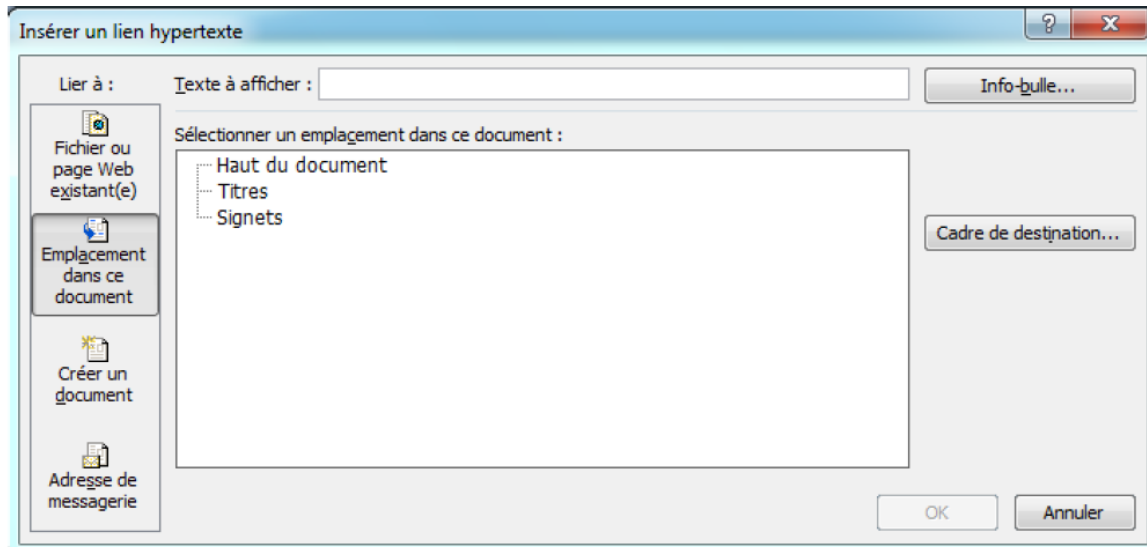 Insérer un lien hypertexte
Lier à :
Texte à afficher :
Info-bulle...
Fichier ou
page Web
existant(e)
Emplacement
dans ce
document
Créer un
document
Adresse de
messagerie
Sélectionner un emplacement dans ce document :
Haut du document
Titres
Signets
Cadre de destination...
OK
Annuler